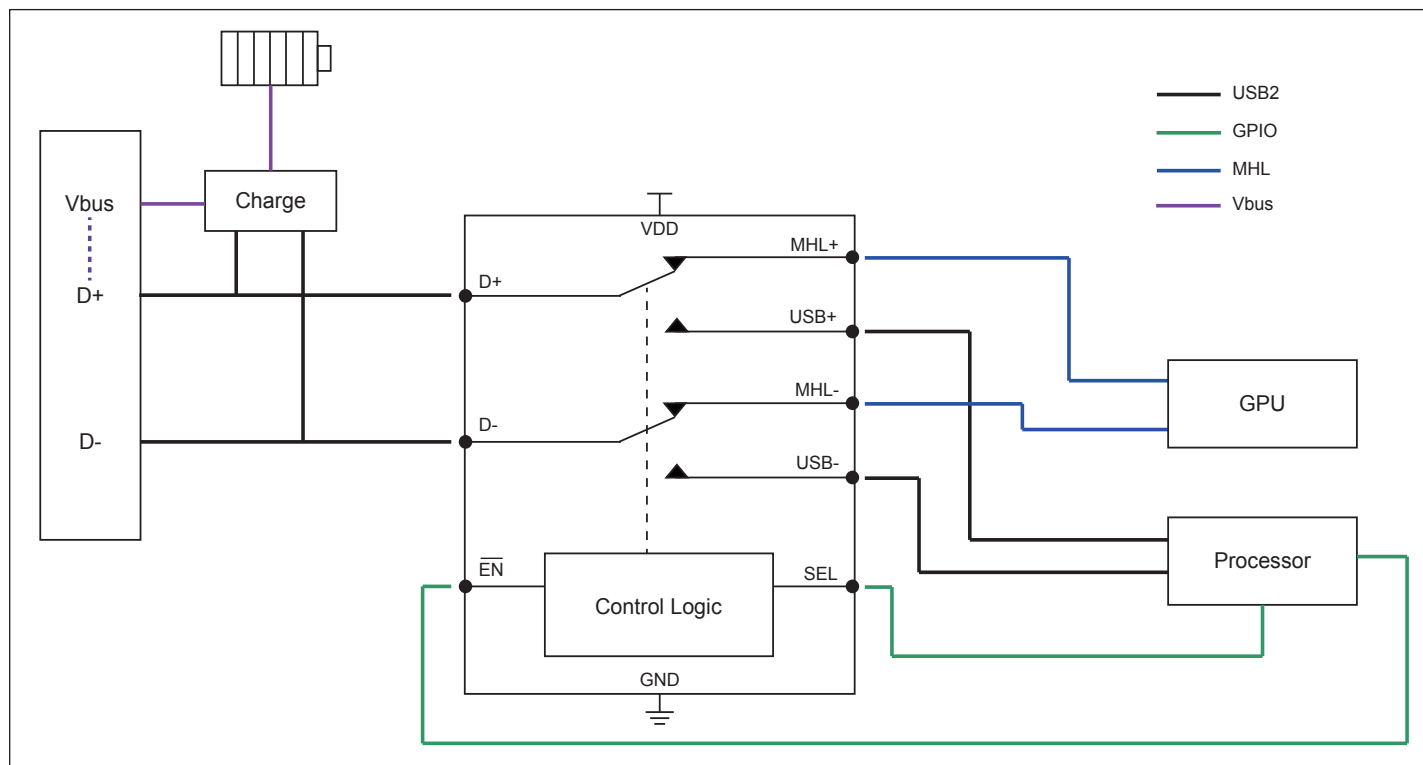 USB2
GPIO
MHL
Vbus
Vbus
D+
D-
Charge
VDD
D+
MHL+
USB+
D-
MHL-
USB-
EN
SEL
Control Logic
GND
GPU
Processor